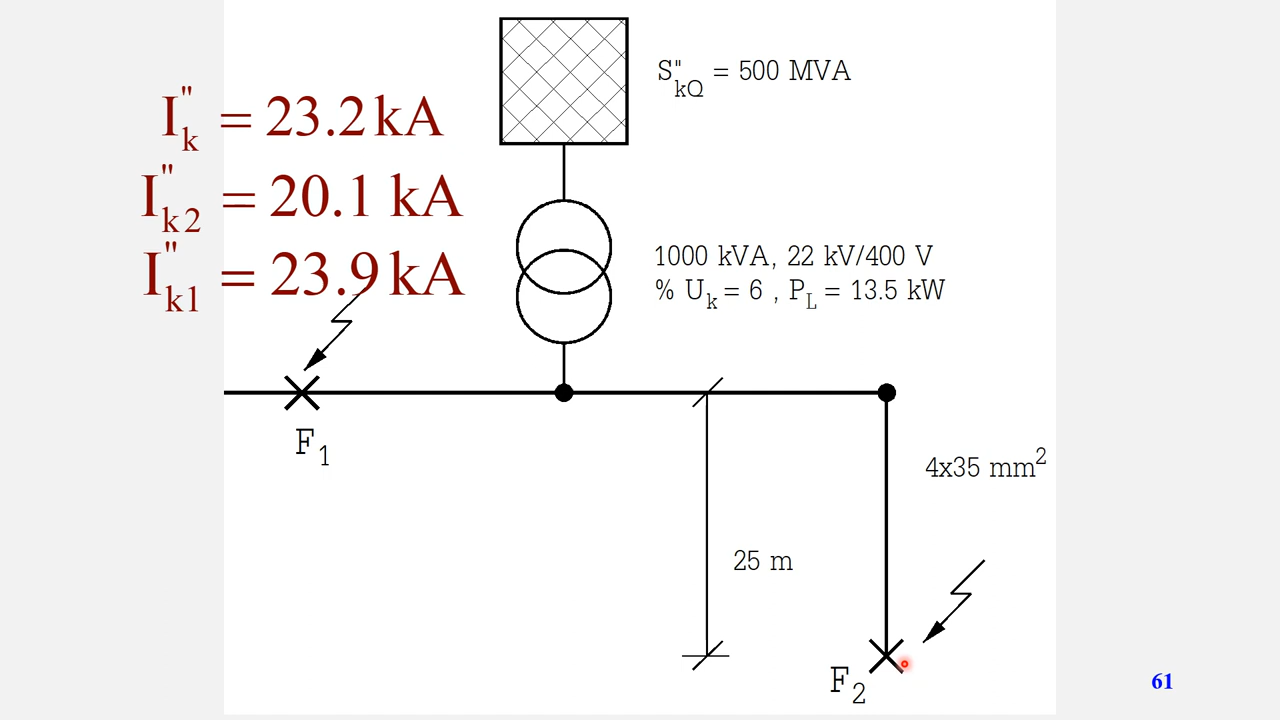 S"kQ = 500 MVA
I"k = 23.2 kA
I"k2 = 20.1 kA
I"k1 = 23.9 kA
1000 kVA, 22 kV/400 V
% Uk = 6 , PL = 13.5 kW
F1
4x35 mm²
25 m
F2
61